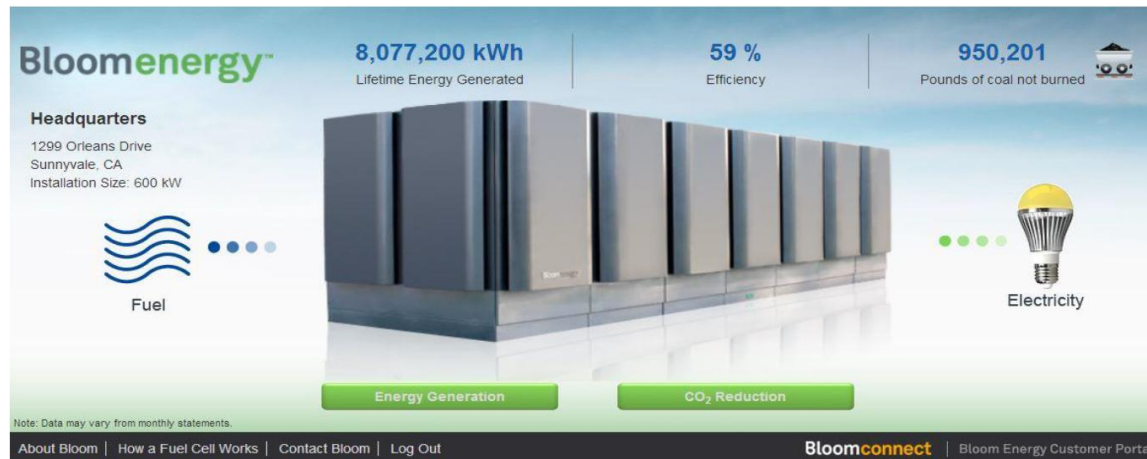 Bloomenergy™
8,077,200 kWh
Lifetime Energy Generated
59 %
Efficiency
950,201
Pounds of coal not burned
Headquarters
1299 Orleans Drive
Sunnyvale, CA
Installation Size: 600 kW
Fuel
Bloomenergy
Electricity
Energy Generation
CO₂ Reduction
Note: Data may vary from monthly statements.
About Bloom | How a Fuel Cell Works | Contact Bloom | Log Out
Bloomconnect | Bloom Energy Customer Porta